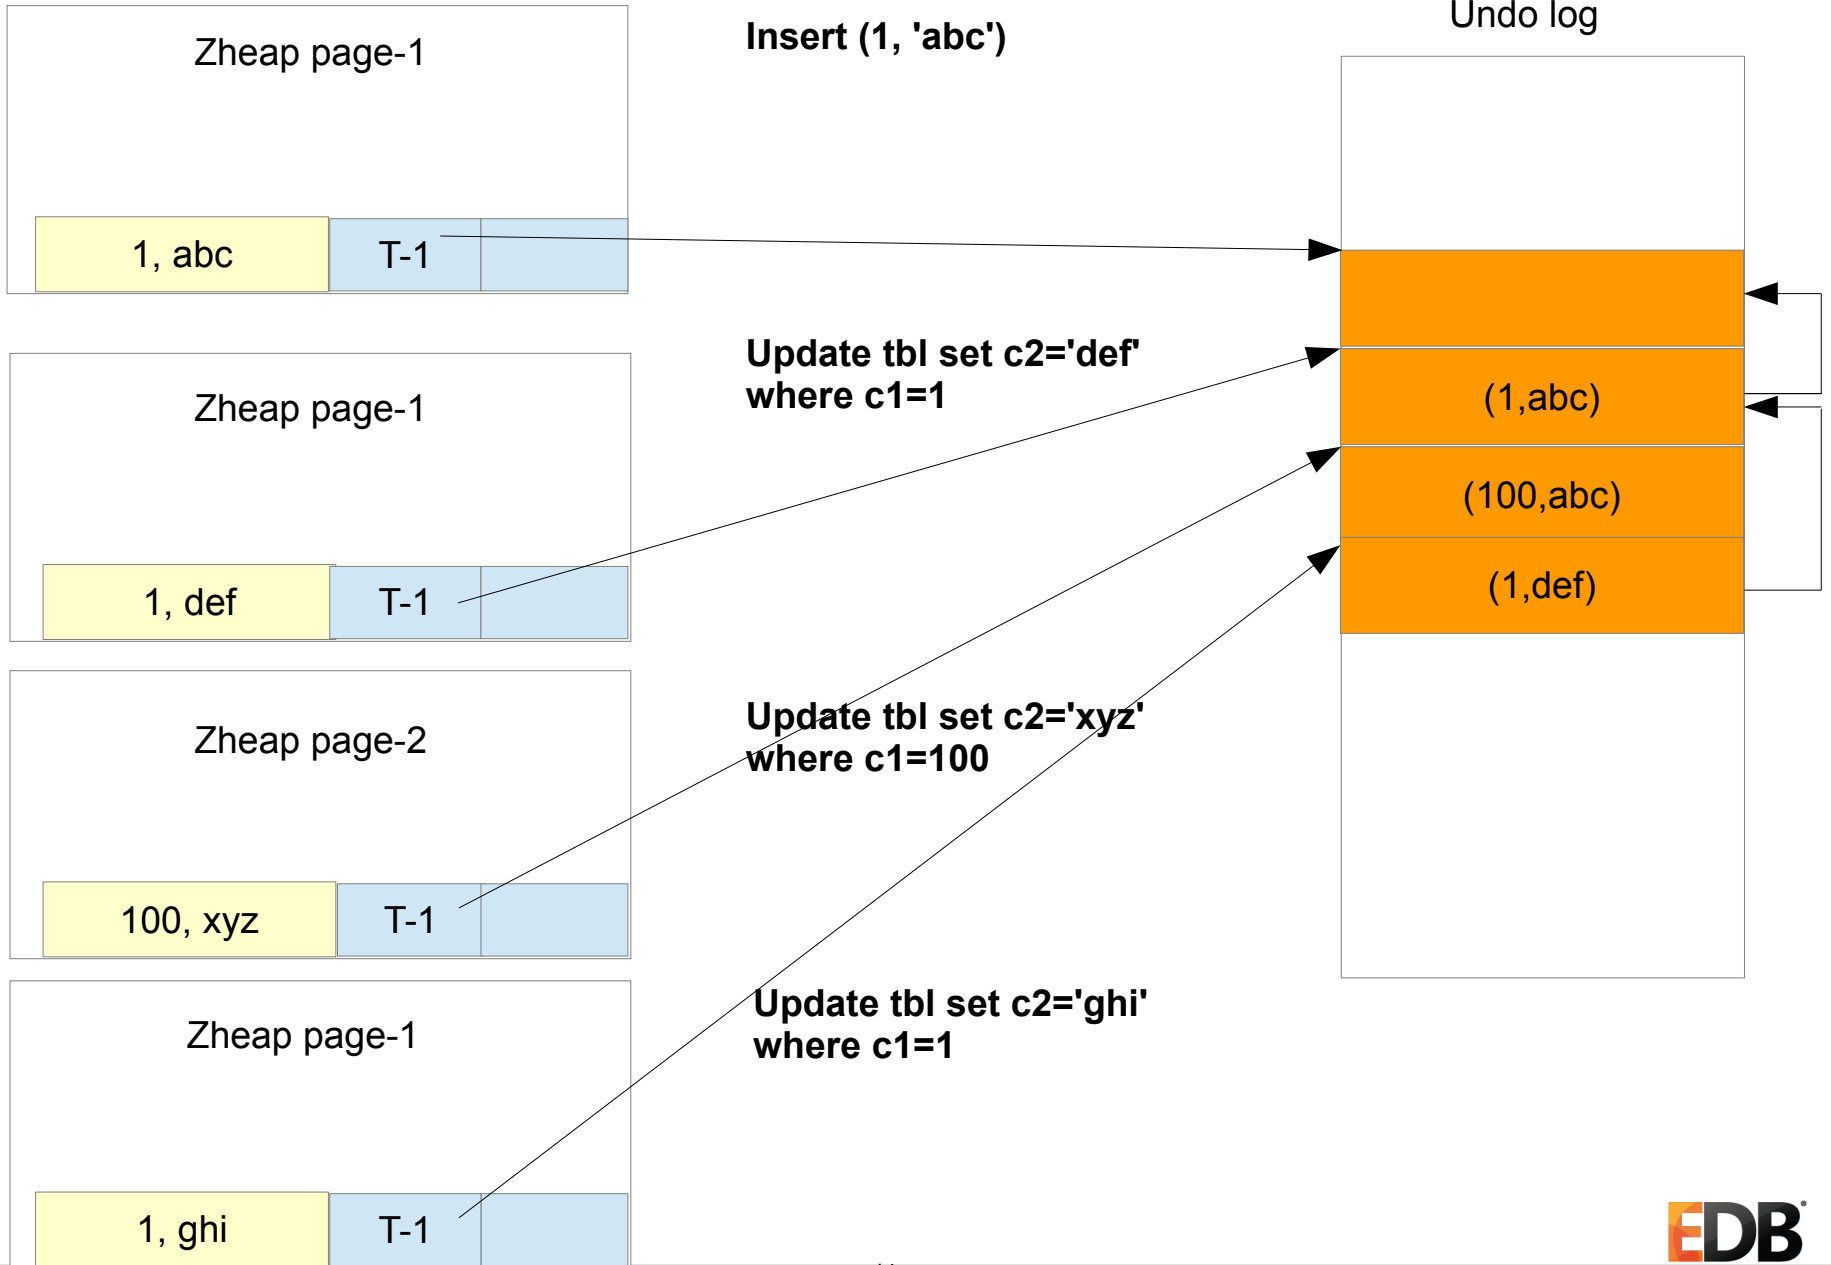 Undo log
Zheap page-1
Insert (1, 'abc')
1, abc
T-1
Zheap page-1
Update tbl set c2='def'
where c1=1
1, def
T-1
(1,abc)
(100,abc)
(1,def)
Zheap page-2
Update tbl set c2='xyz'
where c1=100
100, xyz
T-1
Zheap page-1
Update tbl set c2='ghi'
where c1=1
1, ghi
T-1
EDB